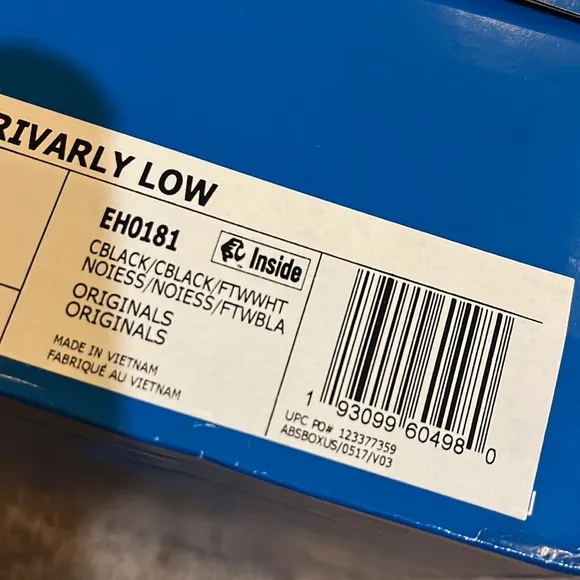 RIVARLY LOW
EH0181
Inside
CBLACK/CBLACK/FTWWHT
NOIESS/NOIESS/FTWBLA
ORIGINALS
ORIGINALS
MADE IN VIETNAM
FABRIQUÉ AU VIETNAM
1 93099 60498 0
UPC PO# 123377359
ABSBOXUS/0517/V03